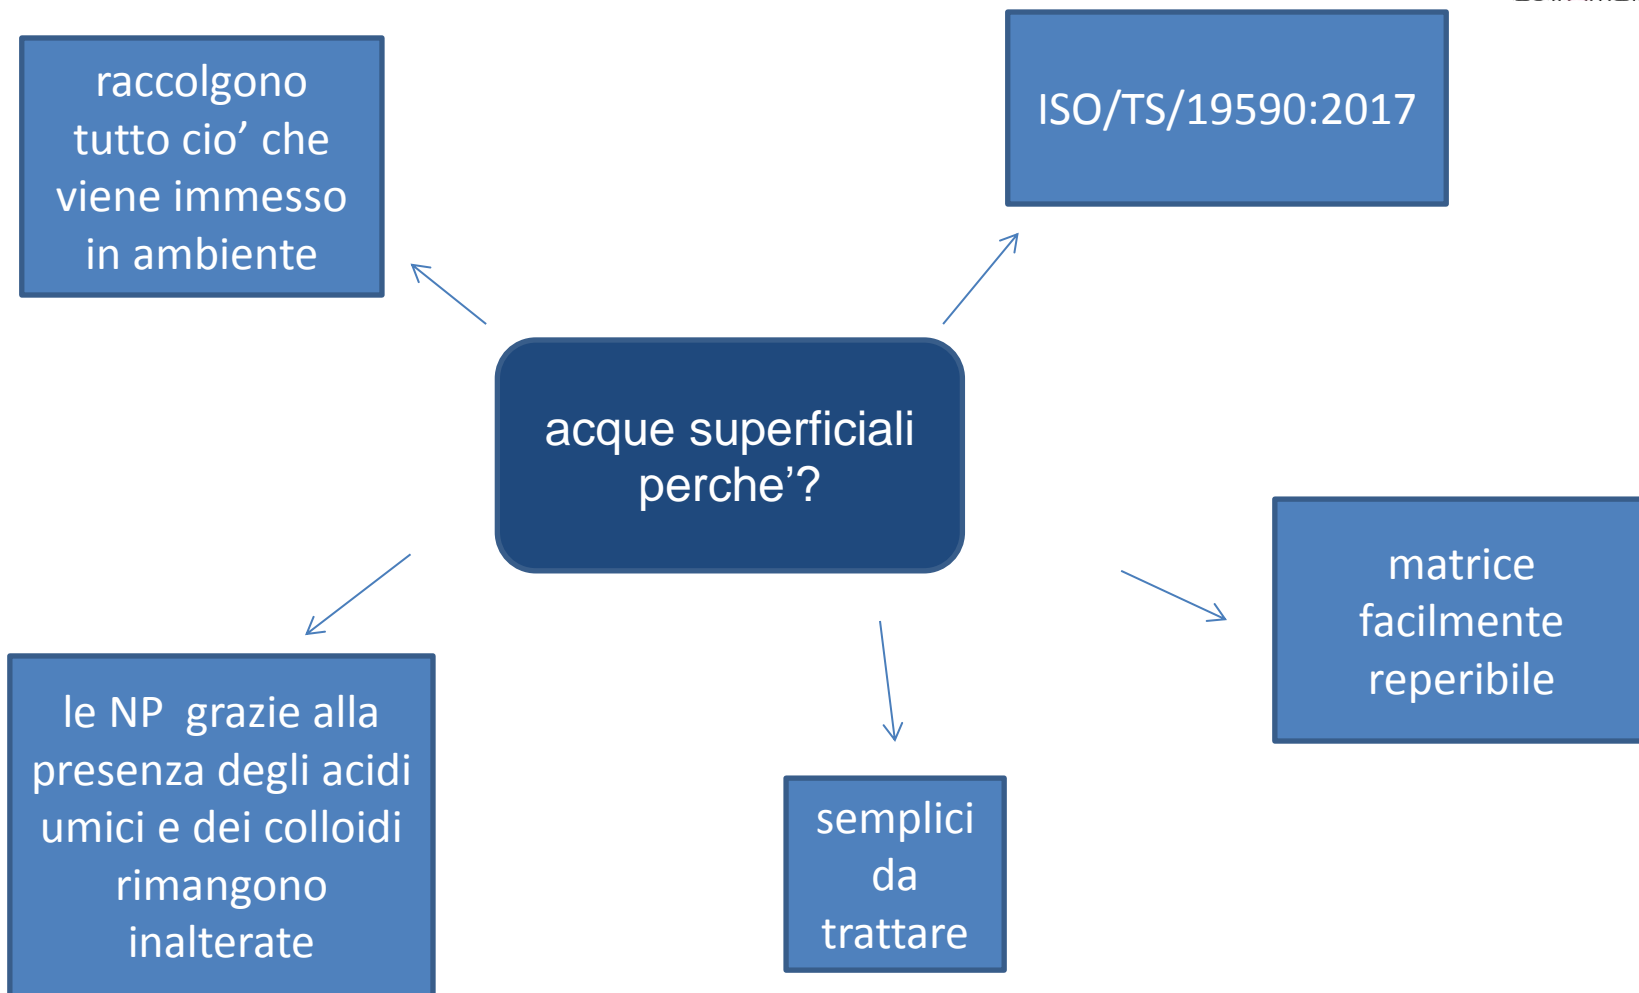 raccolgono
tutto cio’ che
viene immesso
in ambiente
ISO/TS/19590:2017
acque superficiali
perche’?
matrice
facilmente
reperibile
le NP grazie alla
presenza degli acidi
umici e dei colloidi
rimangono
inalterate
semplici
da
trattare